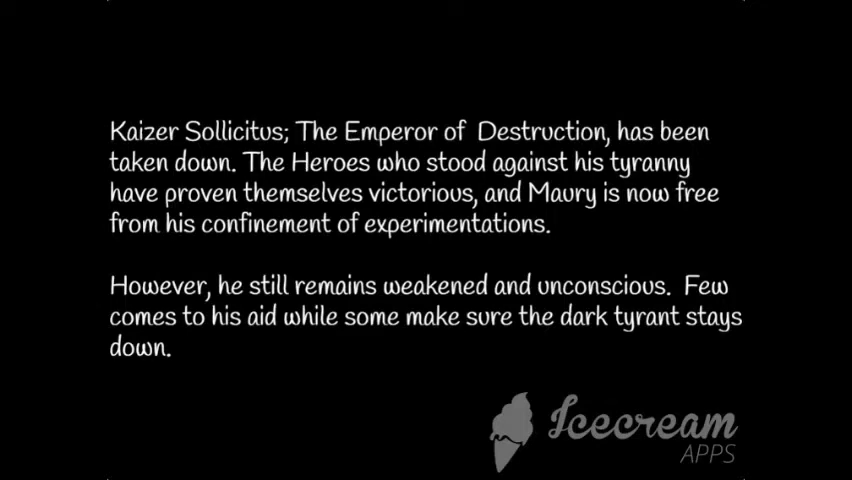 Kaizer Sollicitus; The Emperor of Destruction, has been
taken down. The Heroes who stood against his tyranny
have proven themselves victorious, and Maury is now free
from his confinement of experimentations.
However, he still remains weakened and unconscious. Few
comes to his aid while some make sure the dark tyrant stays
down.
Icecream
APPS